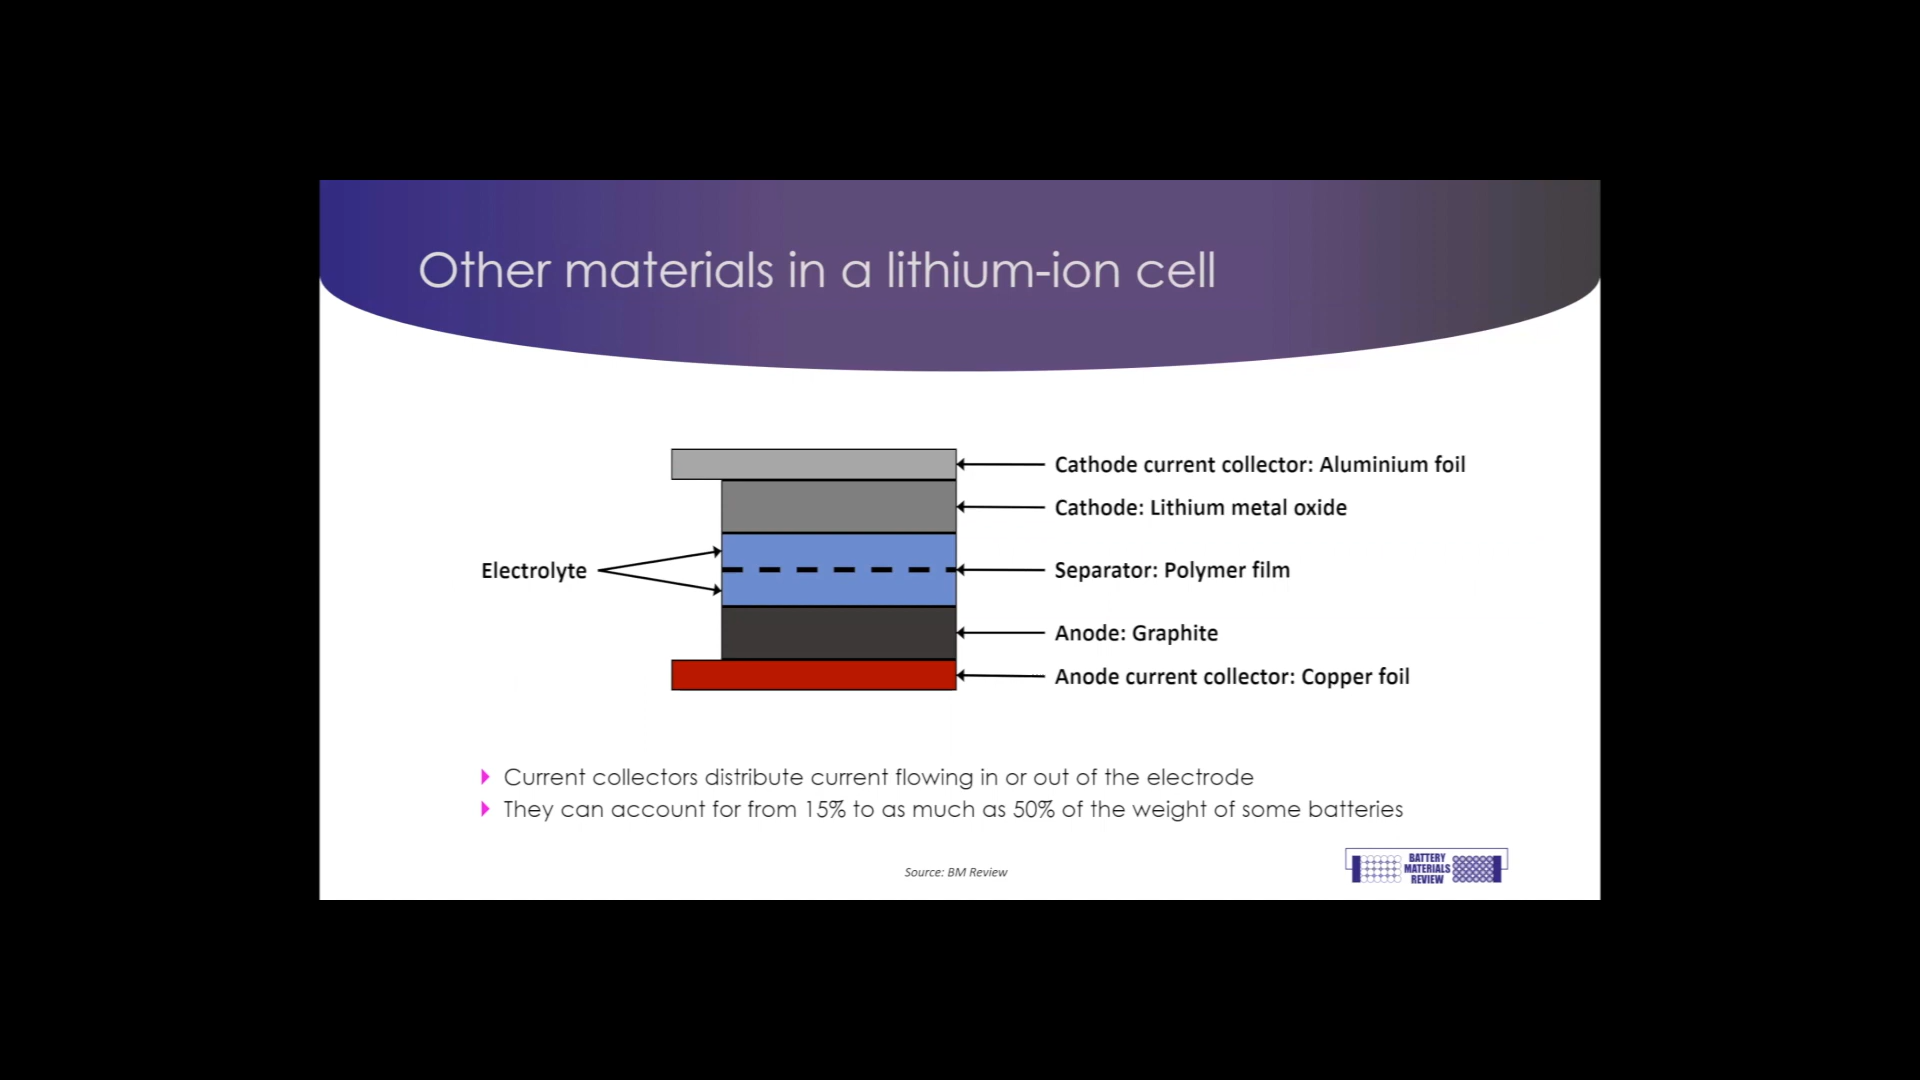 Other materials in a lithium-ion cell
Cathode current collector: Aluminium foil
Cathode: Lithium metal oxide
Electrolyte
Separator: Polymer film
Anode: Graphite
Anode current collector: Copper foil
Current collectors distribute current flowing in or out of the electrode
They can account for from 15% to as much as 50% of the weight of some batteries
Source: BM Review
BATTERY
MATERIALS
REVIEW